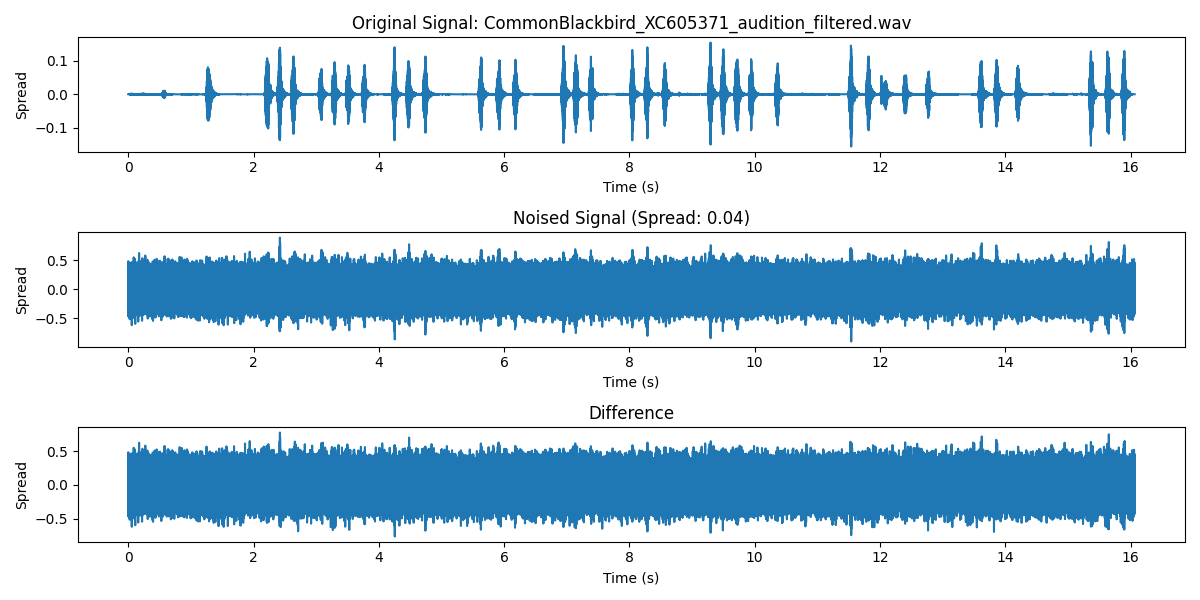 Original Signal: CommonBlackbird_XC605371_audition_filtered.wav
Spread
0.1
0.0
−0.1
0 2 4 6 8 10 12 14 16
Time (s)
Noised Signal (Spread: 0.04)
Spread
0.5
0.0
−0.5
0 2 4 6 8 10 12 14 16
Time (s)
Difference
Spread
0.5
0.0
−0.5
0 2 4 6 8 10 12 14 16
Time (s)